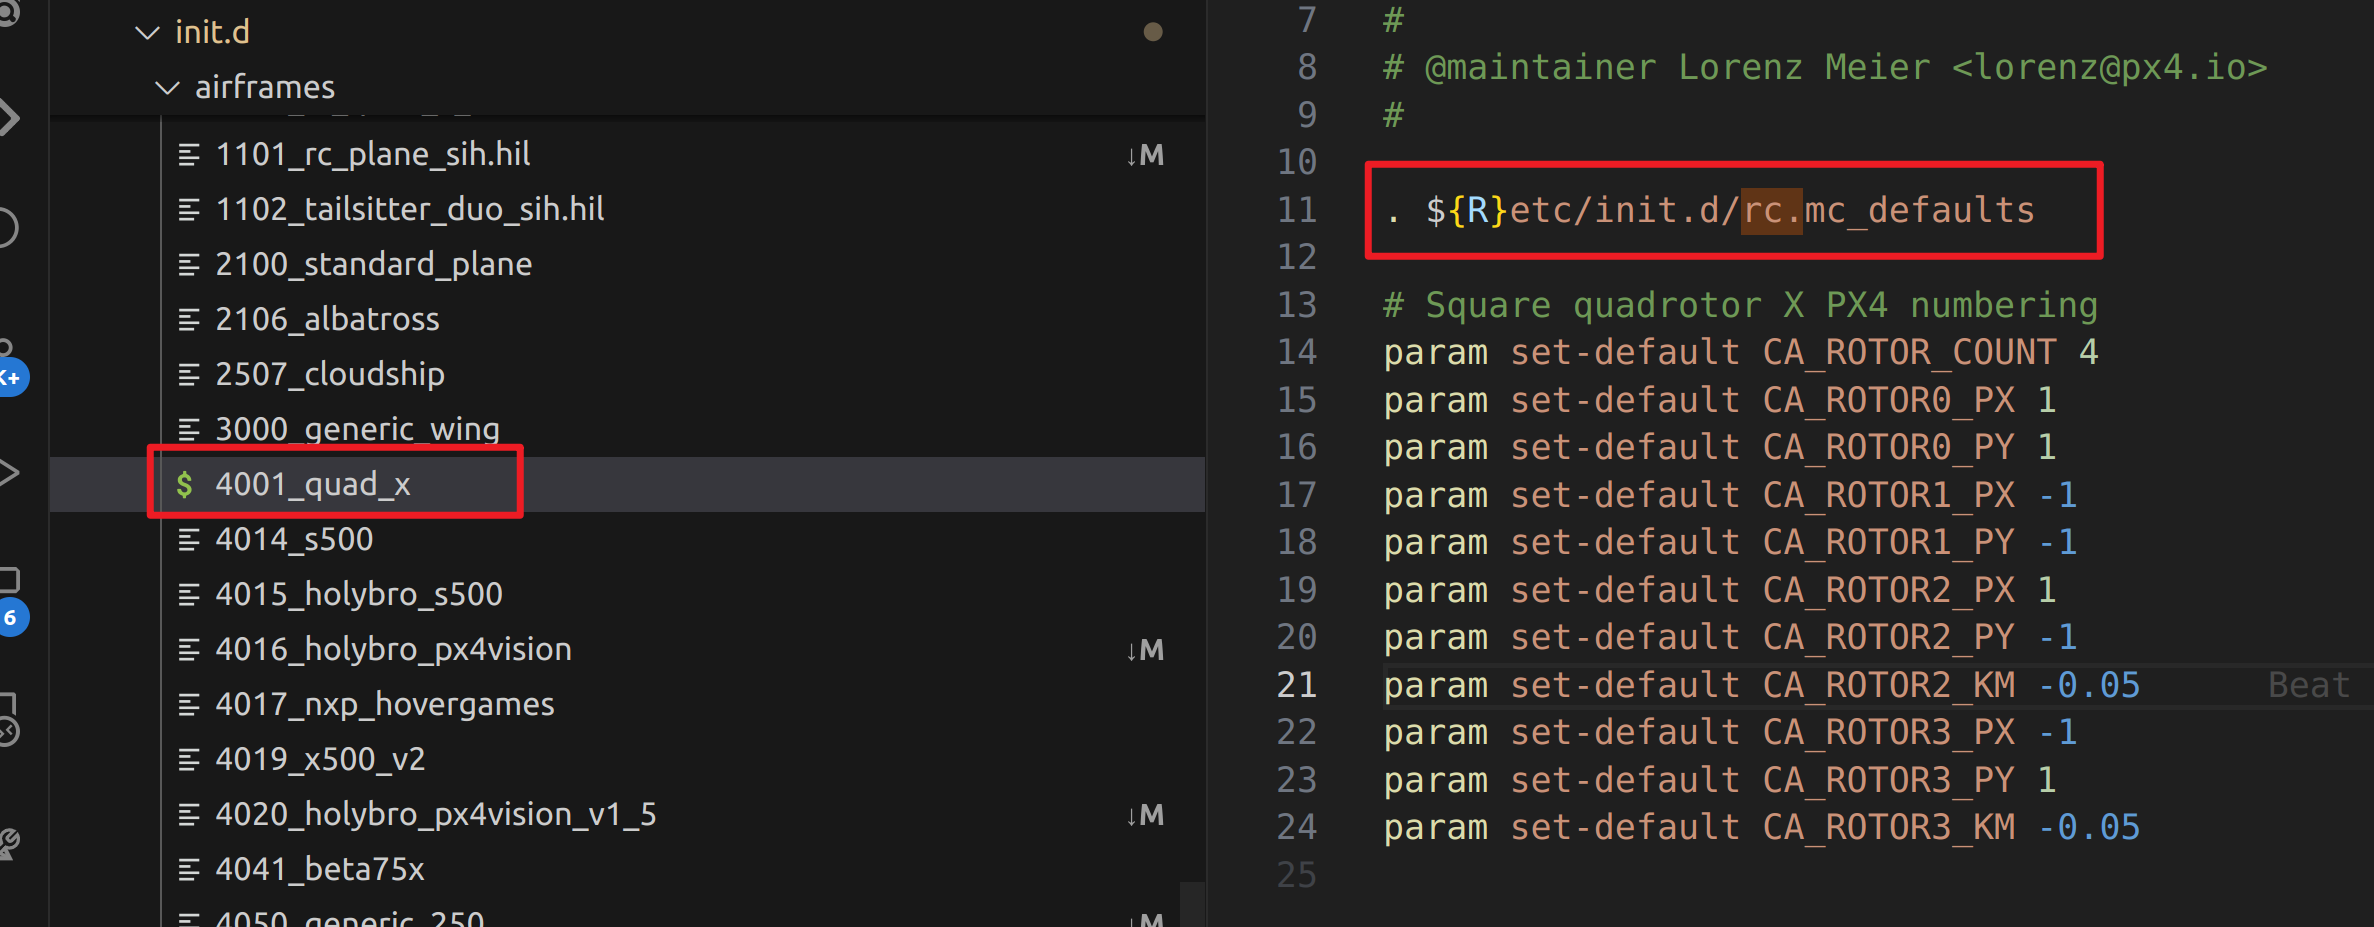 init.d
airframes
1101_rc_plane_sih.hil ↓M
1102_tailsitter_duo_sih.hil
2100_standard_plane
2106_albatross
2507_cloudship
3000_generic_wing
$ 4001_quad_x
4014_s500
4015_holybro_s500
4016_holybro_px4vision ↓M
4017_nxp_hovergames
4019_x500_v2
4020_holybro_px4vision_v1_5 ↓M
4041_beta75x
4050_generic_250 ↓M
K+
6
7 #
8 # @maintainer Lorenz Meier <lorenz@px4.io>
9 #
10
11 . ${R}etc/init.d/rc.mc_defaults
12
13 # Square quadrotor X PX4 numbering
14 param set-default CA_ROTOR_COUNT 4
15 param set-default CA_ROTOR0_PX 1
16 param set-default CA_ROTOR0_PY 1
17 param set-default CA_ROTOR1_PX -1
18 param set-default CA_ROTOR1_PY -1
19 param set-default CA_ROTOR2_PX 1
20 param set-default CA_ROTOR2_PY -1
21 param set-default CA_ROTOR2_KM -0.05 Beat
22 param set-default CA_ROTOR3_PX -1
23 param set-default CA_ROTOR3_PY 1
24 param set-default CA_ROTOR3_KM -0.05
25